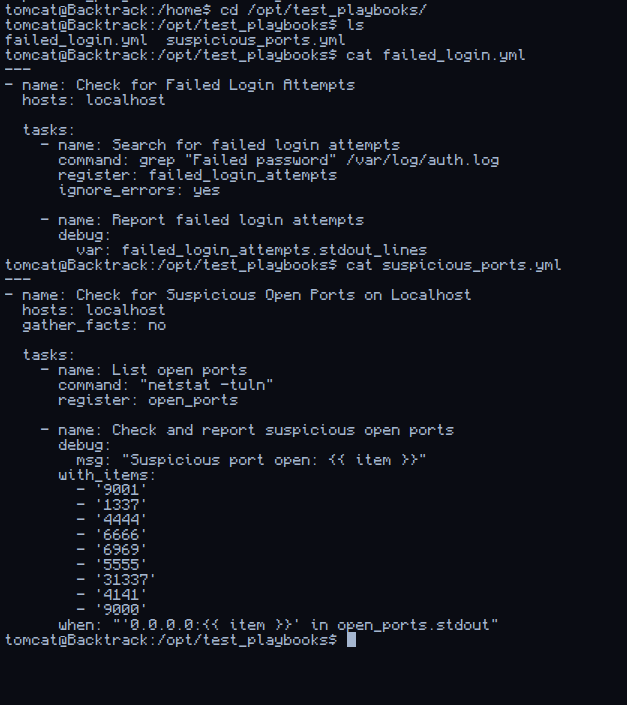 tomcat@Backtrack:/home$ cd /opt/test_playbooks/
tomcat@Backtrack:/opt/test_playbooks$ ls
failed_login.yml  suspicious_ports.yml
tomcat@Backtrack:/opt/test_playbooks$ cat failed_login.yml
---
- name: Check for Failed Login Attempts
  hosts: localhost

  tasks:
    - name: Search for failed login attempts
      command: grep "Failed password" /var/log/auth.log
      register: failed_login_attempts
      ignore_errors: yes

    - name: Report failed login attempts
      debug:
        var: failed_login_attempts.stdout_lines
tomcat@Backtrack:/opt/test_playbooks$ cat suspicious_ports.yml
---
- name: Check for Suspicious Open Ports on Localhost
  hosts: localhost
  gather_facts: no

  tasks:
    - name: List open ports
      command: "netstat -tuln"
      register: open_ports

    - name: Check and report suspicious open ports
      debug:
        msg: "Suspicious port open: {{ item }}"
      with_items:
        - '9001'
        - '1337'
        - '4444'
        - '6666'
        - '6969'
        - '5555'
        - '31337'
        - '4141'
        - '9000'
      when: "'0.0.0.0:{{ item }}' in open_ports.stdout"
tomcat@Backtrack:/opt/test_playbooks$